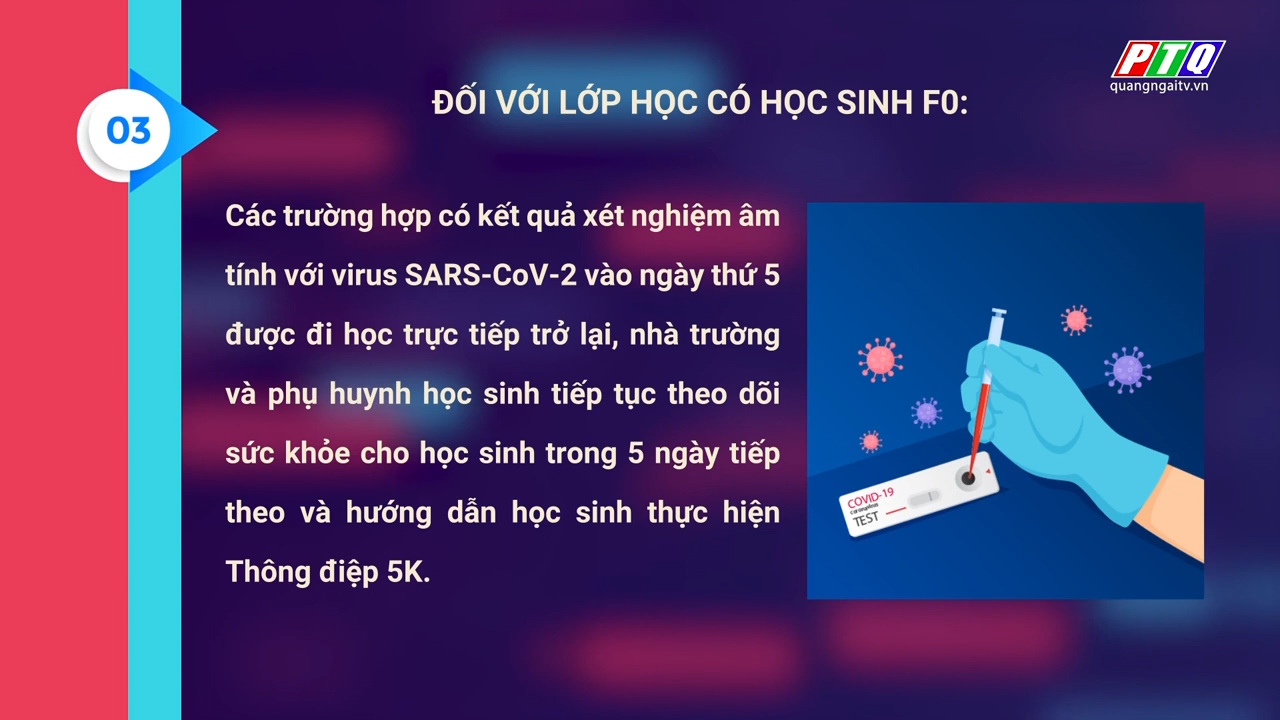 PTQ
quangngaitv.vn
03
ĐỐI VỚI LỚP HỌC CÓ HỌC SINH F0:
Các trường hợp có kết quả xét nghiệm âm
tính với virus SARS-CoV-2 vào ngày thứ 5
được đi học trực tiếp trở lại, nhà trường
và phụ huynh học sinh tiếp tục theo dõi
sức khỏe cho học sinh trong 5 ngày tiếp
theo và hướng dẫn học sinh thực hiện
Thông điệp 5K.
COVID-19
coronavirus
TEST